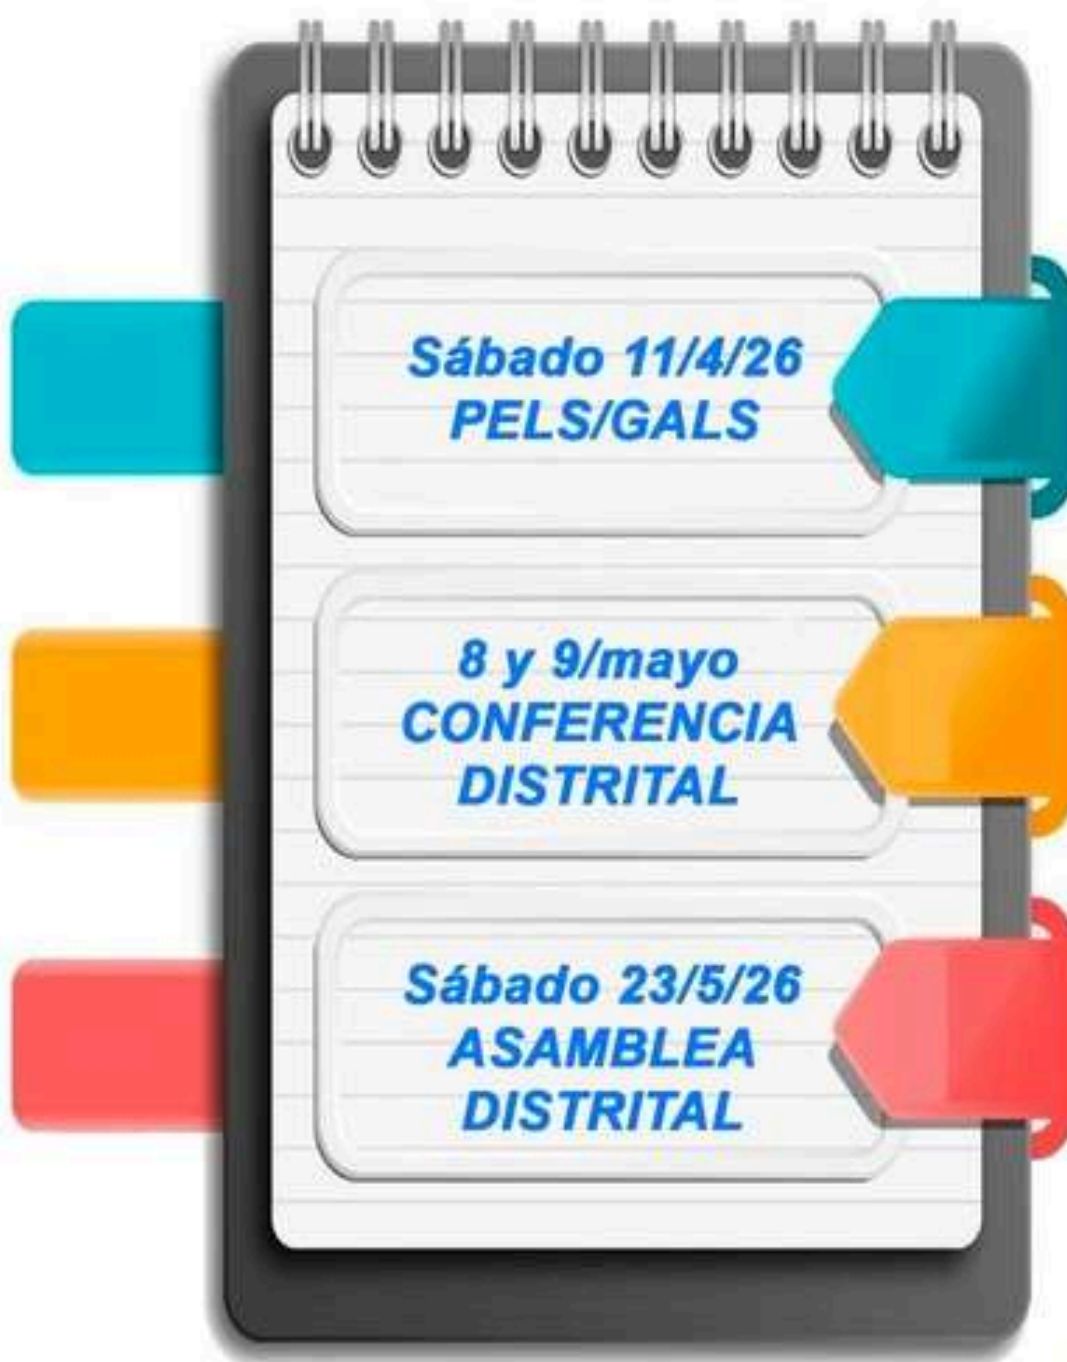 Sábado 11/4/26
PELS/GALS
8 y 9/mayo
CONFERENCIA
DISTRITAL
Sábado 23/5/26
ASAMBLEA
DISTRITAL